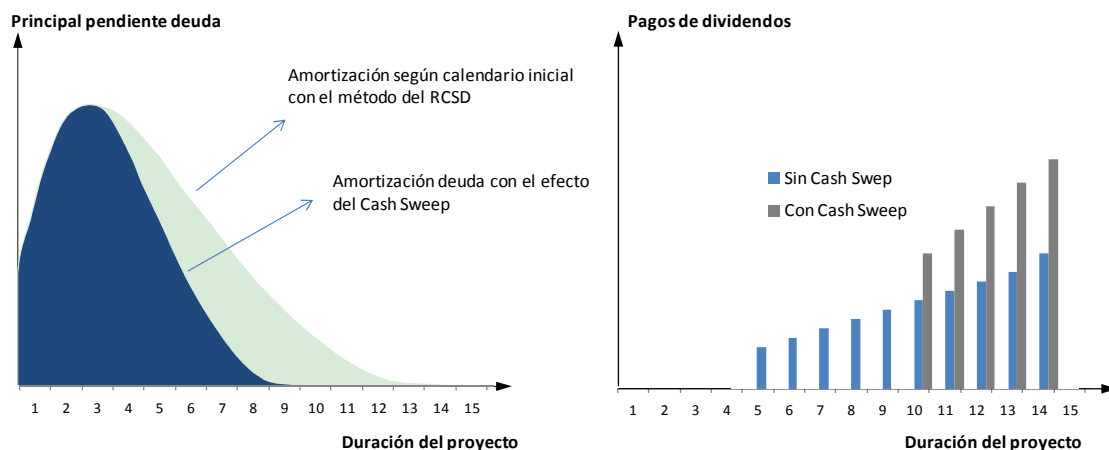 Principal pendiente deuda
Amortización según calendario inicial
con el método del RCSD
Amortización deuda con el efecto
del Cash Sweep
1 2 3 4 5 6 7 8 9 10 11 12 13 14 15
Duración del proyecto
Pagos de dividendos
Sin Cash Swep
Con Cash Sweep
1 2 3 4 5 6 7 8 9 10 11 12 13 14 15
Duración del proyecto